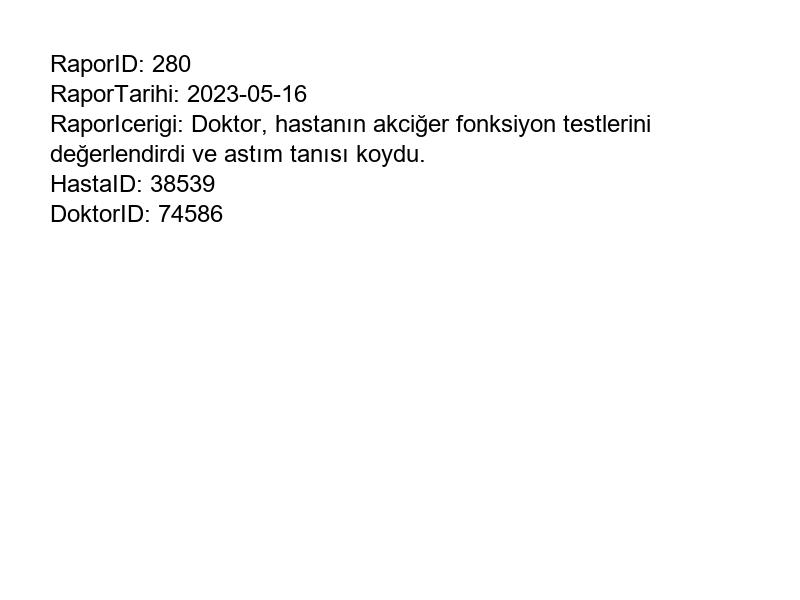 RaporID: 280
RaporTarihi: 2023-05-16
RaporIcerigi: Doktor, hastanın akciğer fonksiyon testlerini
değerlendirdi ve astım tanısı koydu.
HastaID: 38539
DoktorID: 74586